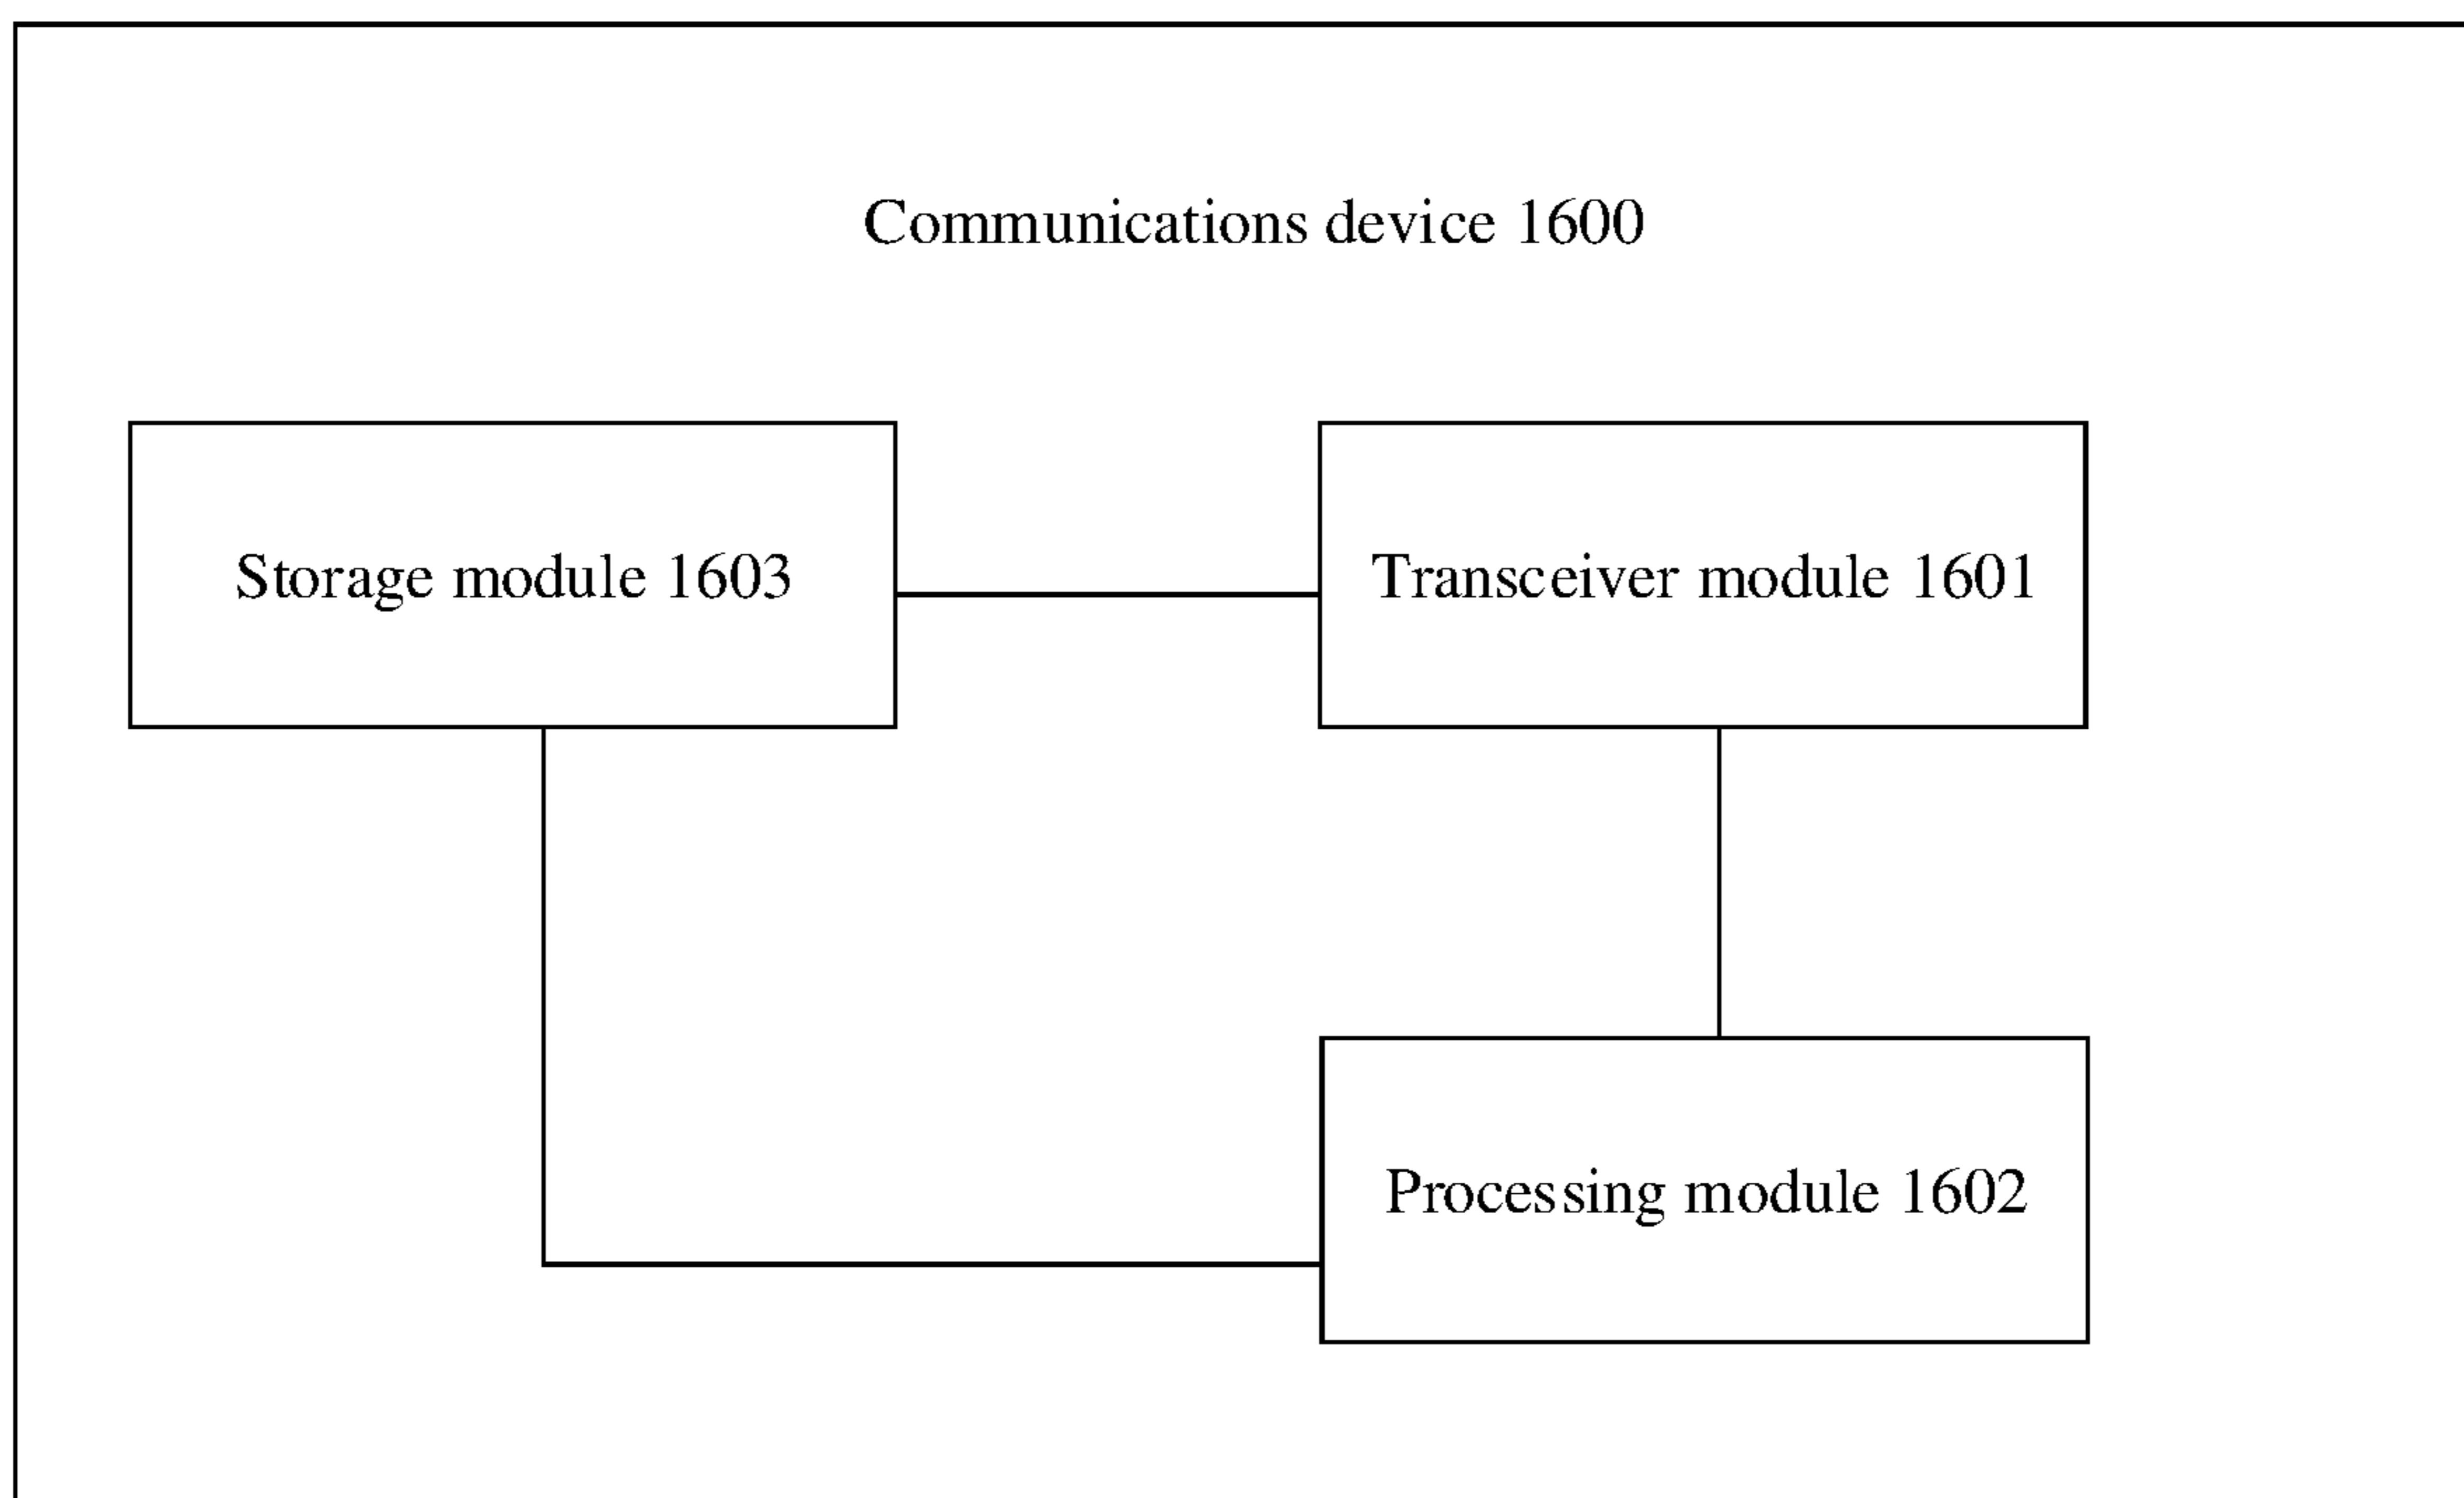 Communications device 1600
Storage module 1603
Transceiver module 1601
Processing module 1602